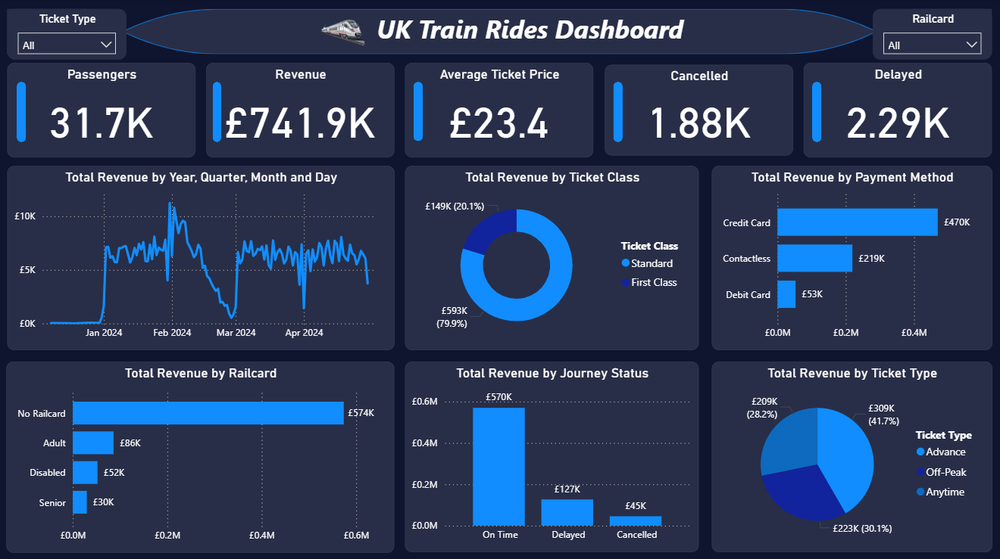 Ticket Type
All
UK Train Rides Dashboard
Railcard
All
Passengers
31.7K
Revenue
£741.9K
Average Ticket Price
£23.4
Cancelled
1.88K
Delayed
2.29K
Total Revenue by Year, Quarter, Month and Day
£10K
£5K
£0K
Jan 2024
Feb 2024
Mar 2024
Apr 2024
Total Revenue by Ticket Class
£149K (20.1%)
£593K
(79.9%)
Ticket Class
Standard
First Class
Total Revenue by Payment Method
Credit Card
£470K
Contactless
£219K
Debit Card
£53K
£0.0M
£0.2M
£0.4M
Total Revenue by Railcard
No Railcard
£574K
Adult
£86K
Disabled
£52K
Senior
£30K
£0.0M
£0.2M
£0.4M
£0.6M
Total Revenue by Journey Status
£0.6M
£0.4M
£0.2M
£0.0M
£570K
£127K
£45K
On Time
Delayed
Cancelled
Total Revenue by Ticket Type
£209K
(28.2%)
£309K
(41.7%)
£223K (30.1%)
Ticket Type
Advance
Off-Peak
Anytime